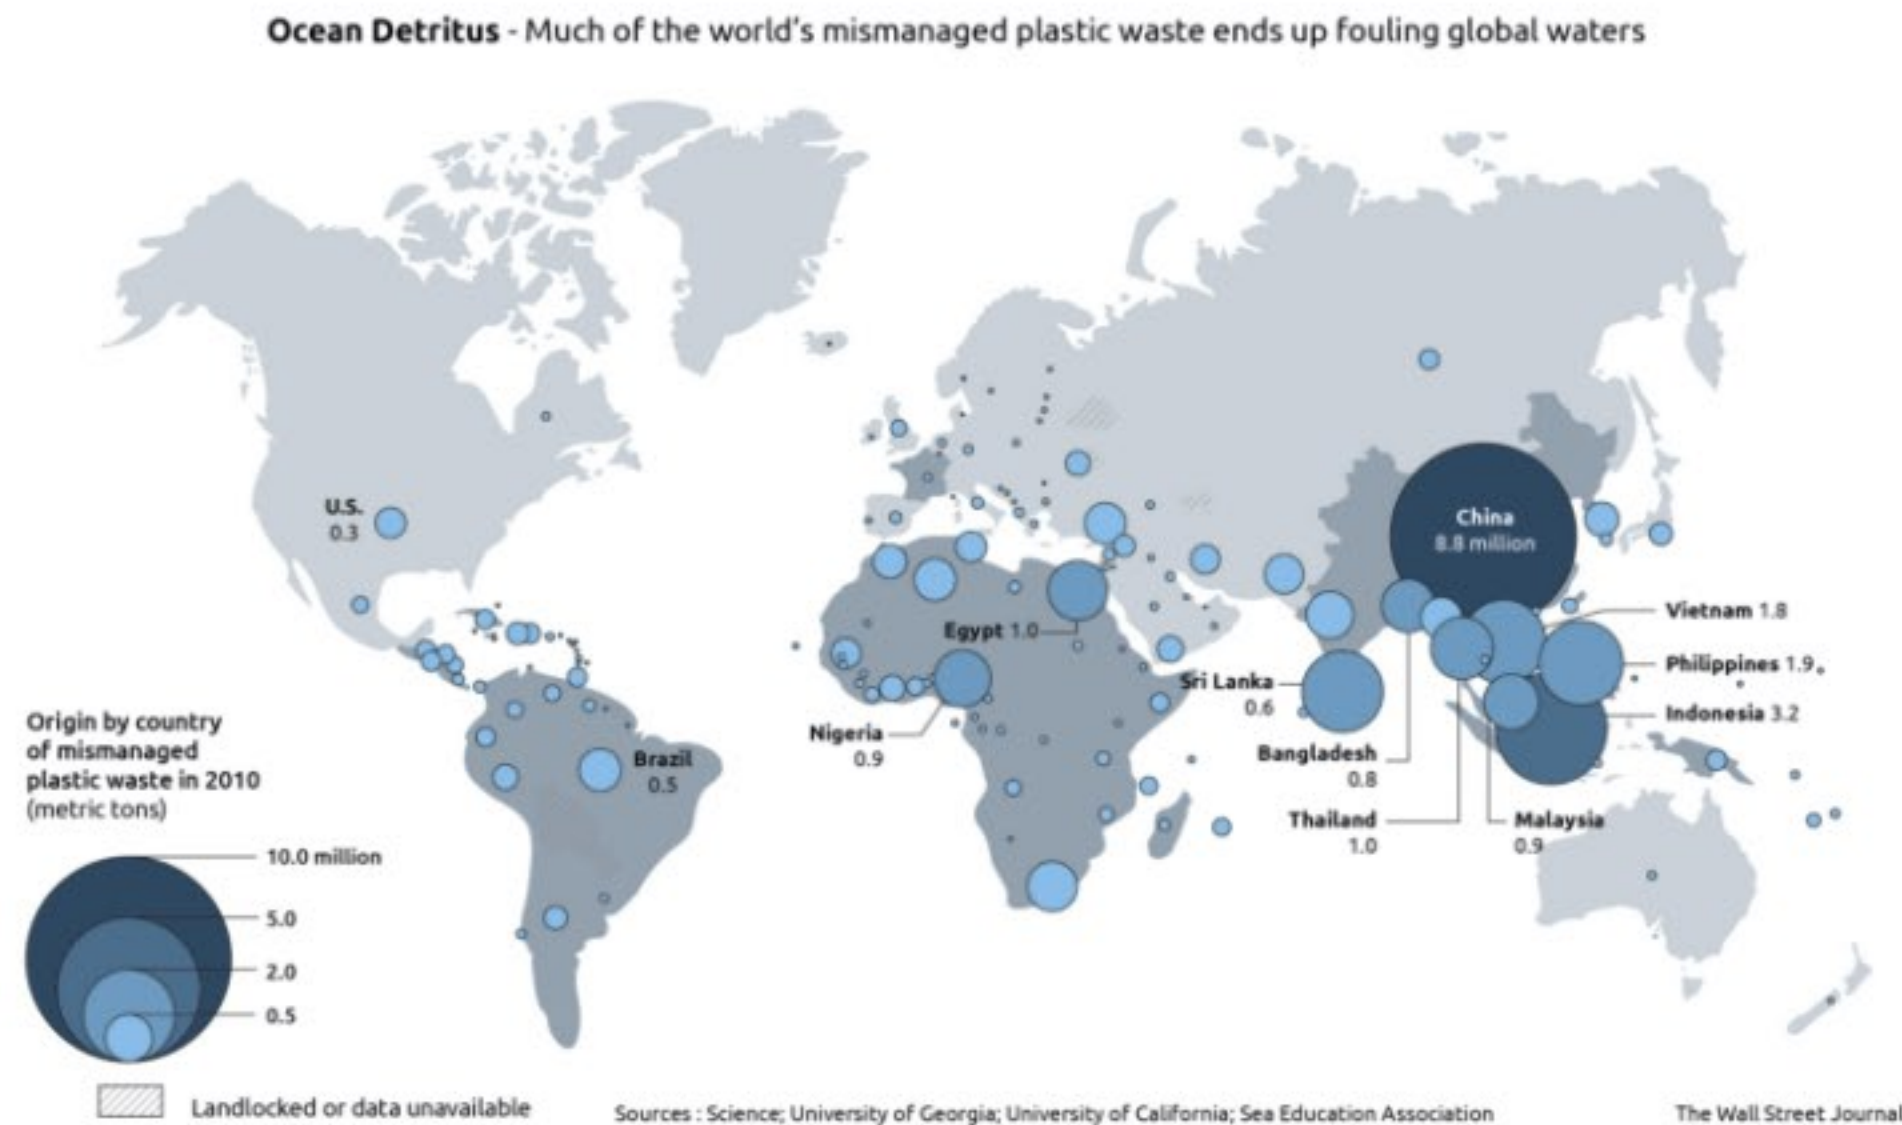 Ocean Detritus - Much of the world's mismanaged plastic waste ends up fouling global waters
U.S.
0.3
China
8.8 million
Egypt 1.0
Vietnam 1.8
Philippines 1.9
Sri Lanka
0.6
Indonesia 3.2
Nigeria
0.9
Brazil
0.5
Bangladesh
0.8
Thailand
1.0
Malaysia
0.9
Origin by country
of mismanaged
plastic waste in 2010
(metric tons)
10.0 million
5.0
2.0
0.5
Landlocked or data unavailable
Sources : Science; University of Georgia; University of California; Sea Education Association
The Wall Street Journal